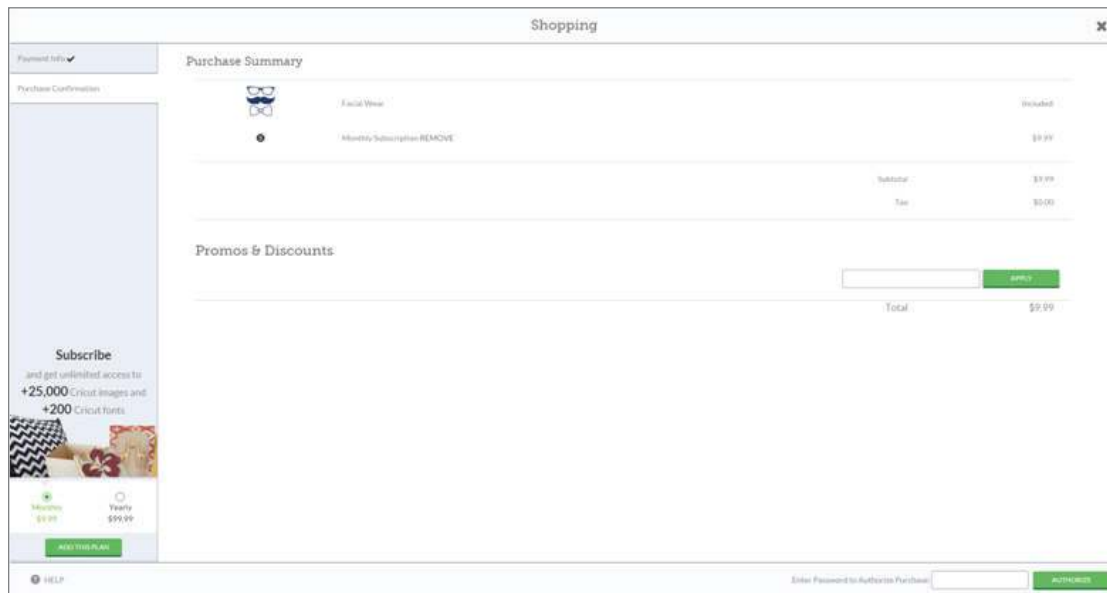 Shopping
Payment Info
Purchase Confirmation
Purchase Summary
Facial Wear Included
Monthly Subscription REMOVE $9.99
Subtotal $9.99
Tax $0.00
Promos & Discounts
APPLY
Total $9.99
Subscribe
and get unlimited access to
+25,000 Cricut images and
+200 Cricut fonts
Monthly Yearly
$9.99 $99.99
ADD THIS PLAN
HELP Enter Password to Authorize Purchase: AUTHORIZE